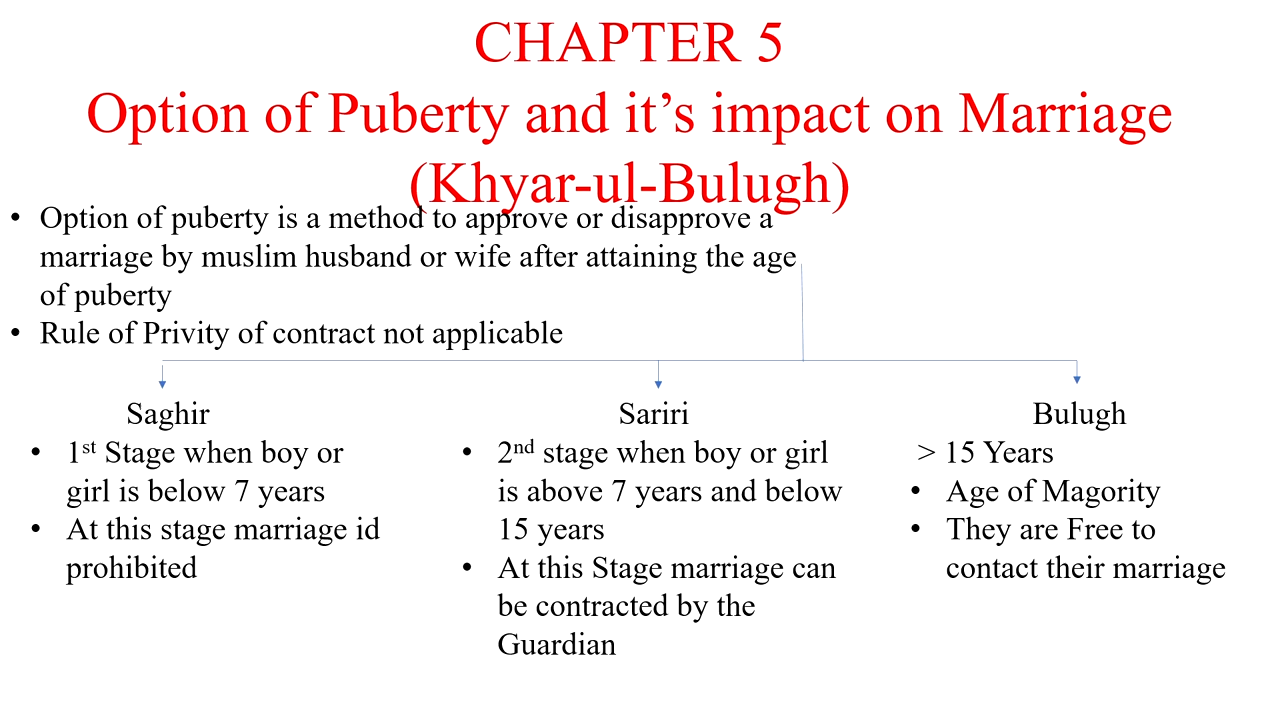 CHAPTER 5
Option of Puberty and it’s impact on Marriage
(Khyar-ul-Bulugh)
• Option of puberty is a method to approve or disapprove a
marriage by muslim husband or wife after attaining the age
of puberty
• Rule of Privity of contract not applicable
Saghir
• 1st Stage when boy or
girl is below 7 years
• At this stage marriage id
prohibited
Sariri
• 2nd stage when boy or girl
is above 7 years and below
15 years
• At this Stage marriage can
be contracted by the
Guardian
Bulugh
> 15 Years
• Age of Magority
• They are Free to
contact their marriage